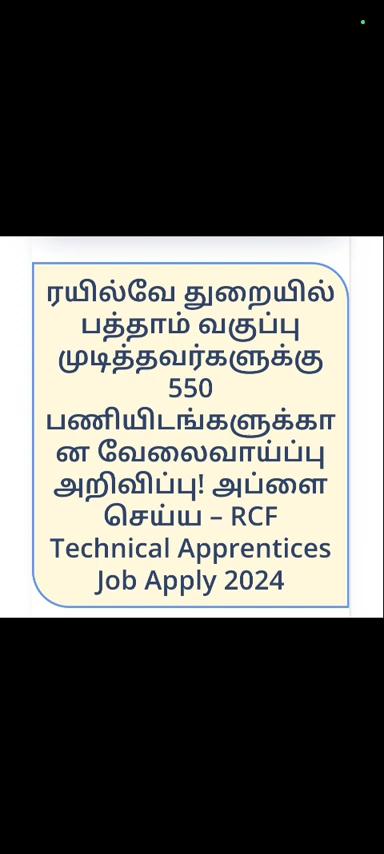 ரயில்வே துறையில்
பத்தாம் வகுப்பு
முடித்தவர்களுக்கு
550
பணியிடங்களுக்கா
ன வேலைவாய்ப்பு
அறிவிப்பு! அப்ளை
செய்ய – RCF
Technical Apprentices
Job Apply 2024